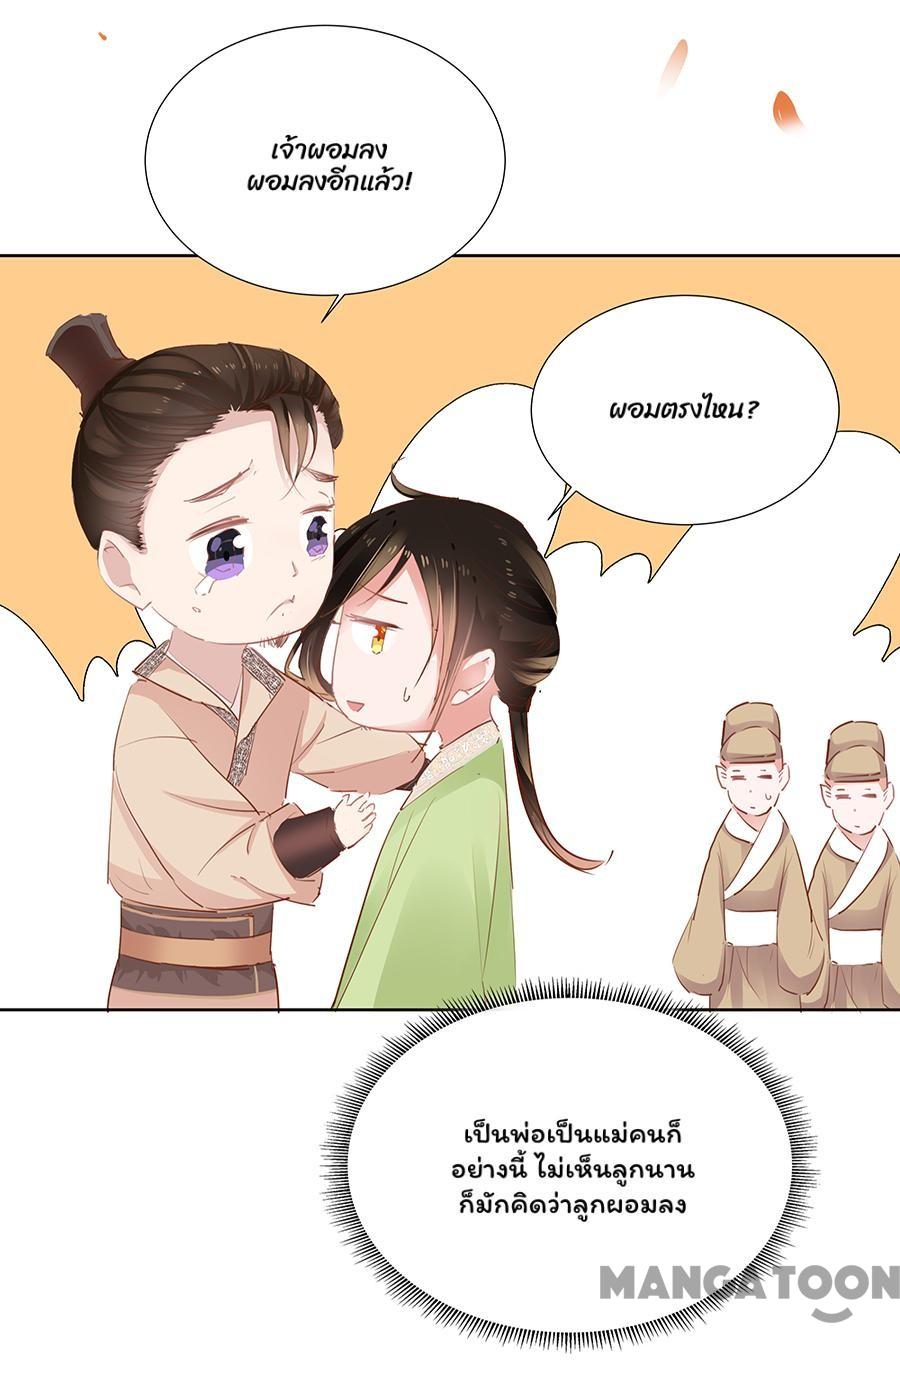 เจ้าผอมลง
ผอมลงอีกแล้ว!
ผอมตรงไหน?
เป็นพ่อเป็นแม่คนก็
อย่างนี้ ไม่เห็นลูกนาน
ก็มักคิดว่าลูกผอมลง
MANGATOON